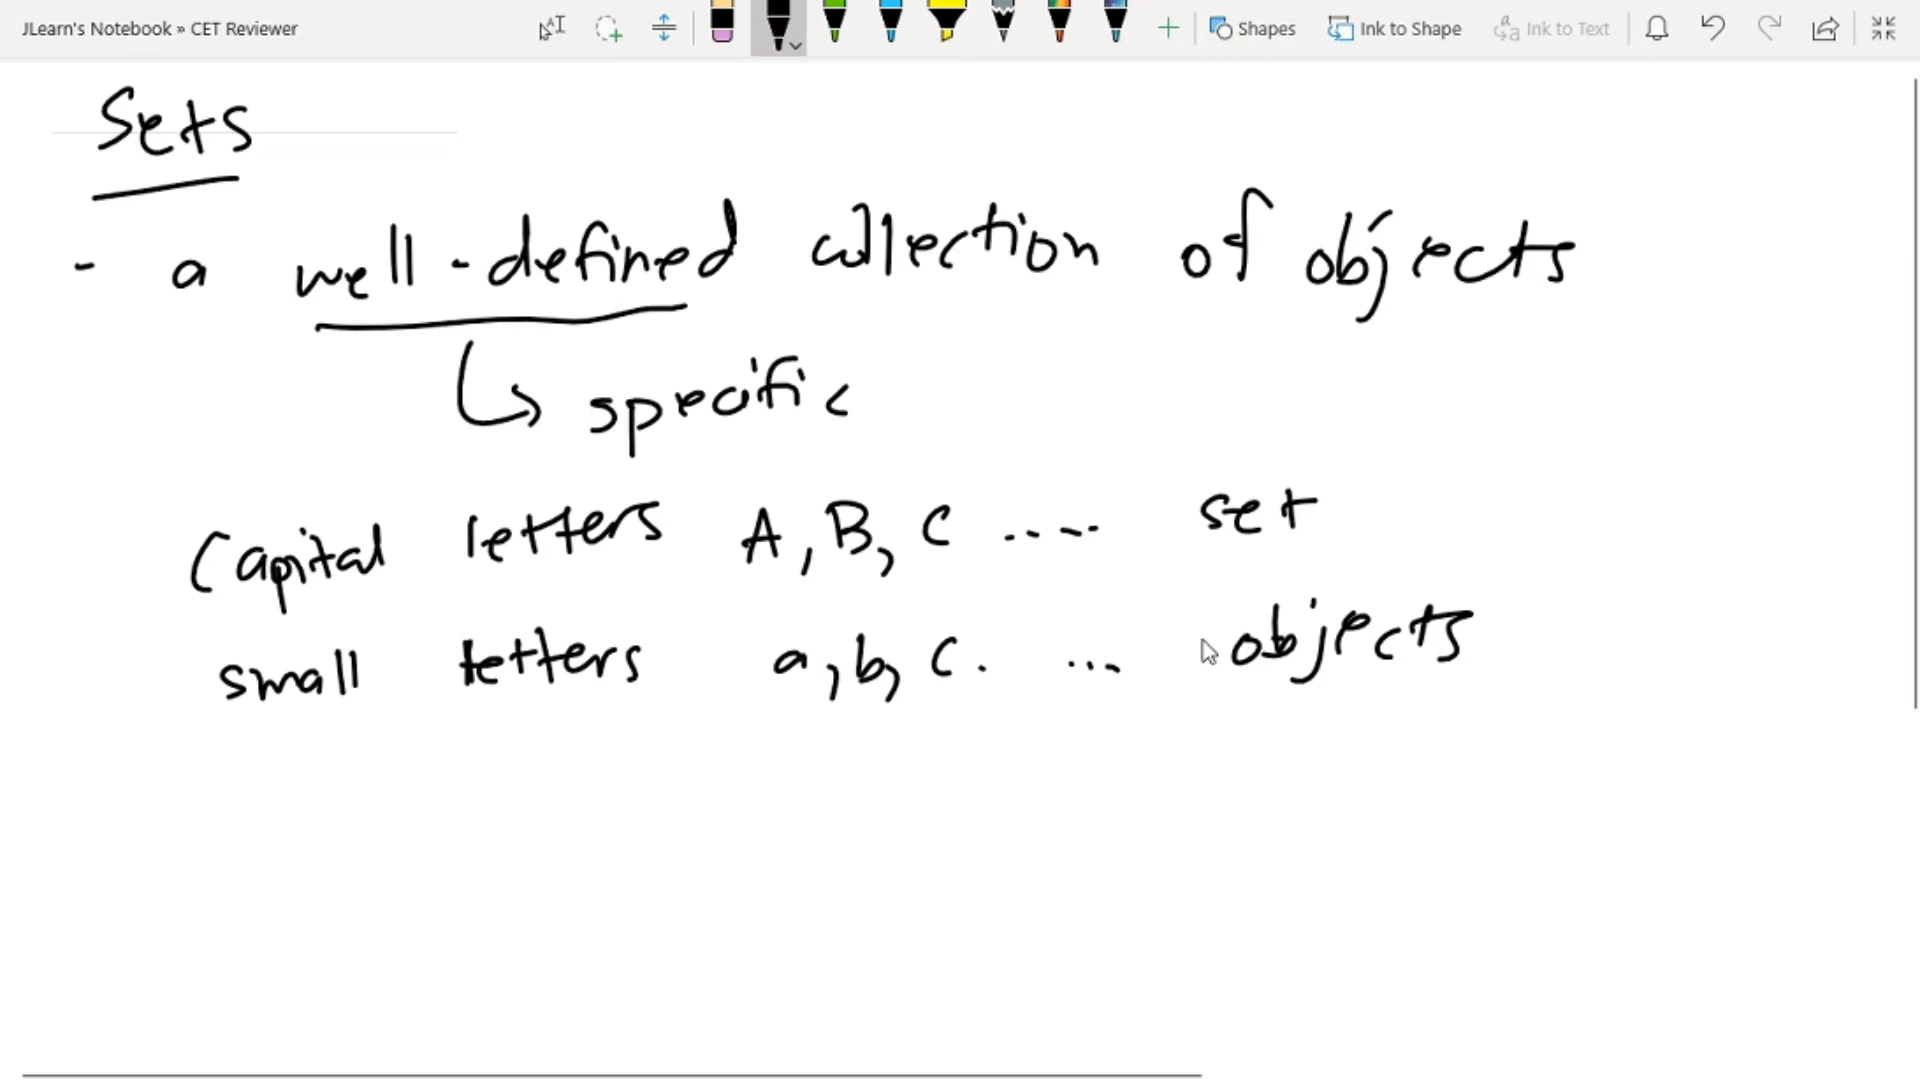 JLearn's Notebook » CET Reviewer Shapes Ink to Shape Ink to Text
Sets
- a well-defined collection of objects
specific
Capital letters A, B, C ..... set
small letters a, b, c. ... objects